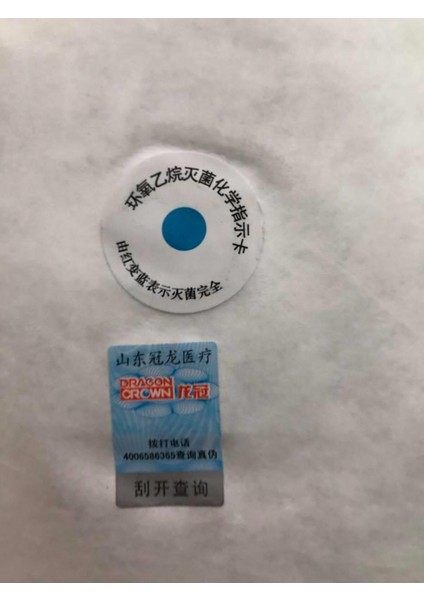 环氧乙烷灭菌化学指示卡
由红变蓝表示灭菌完全
山东冠龙医疗
DRAGON
CROWN 龙冠
拨打电话
4006586369查询真伪
刮开查询